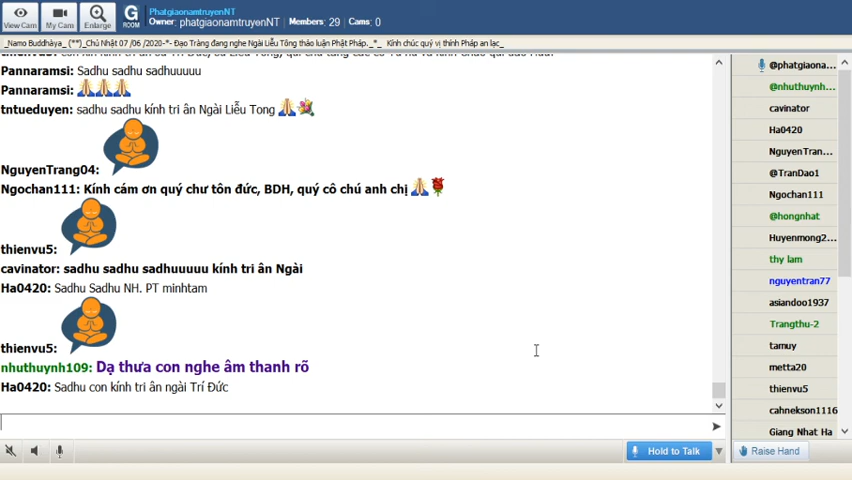 View Cam
My Cam
Enlarge
G
ROOM
PhatgiaonamtruyenNT
Owner: phatgiaonamtruyenNT | Members: 29 | Cams: 0
_Namo Buddhàya_ (**)_Chủ Nhật 07 /06 /2020-*- Đạo Tràng đang nghe Ngài Liễu Tông thảo luận Phật Pháp._*_ Kính chúc quý vị thính Pháp an lạc_
Pannaramsi: Sadhu sadhu sadhuuuuu
Pannaramsi: 🙏🙏🙏
tntueduyen: sadhu sadhu kính tri ân Ngài Liễu Tong 🙏💐
NguyenTrang04:
Ngochan111: Kính cám ơn quý chư tôn đức, BDH, quý cô chú anh chị 🙏🌹
thienvu5:
cavinator: sadhu sadhu sadhuuuuu kính tri ân Ngài
Ha0420: Sadhu Sadhu NH. PT minhtam
thienvu5:
nhuthuynh109: Dạ thưa con nghe âm thanh rõ
Ha0420: Sadhu con kính tri ân ngài Trí Đức
Hold to Talk
@phatgiaona...
@nhuthuynh...
cavinator
Ha0420
NguyenTran...
@TranDao1
Ngochan111
@hongnhat
Huyenmong2...
thy lam
nguyentran77
asiandoo1937
Trangthu-2
tamuy
metta20
thienvu5
cahnekson1116
Giang Nhat Ha
Raise Hand